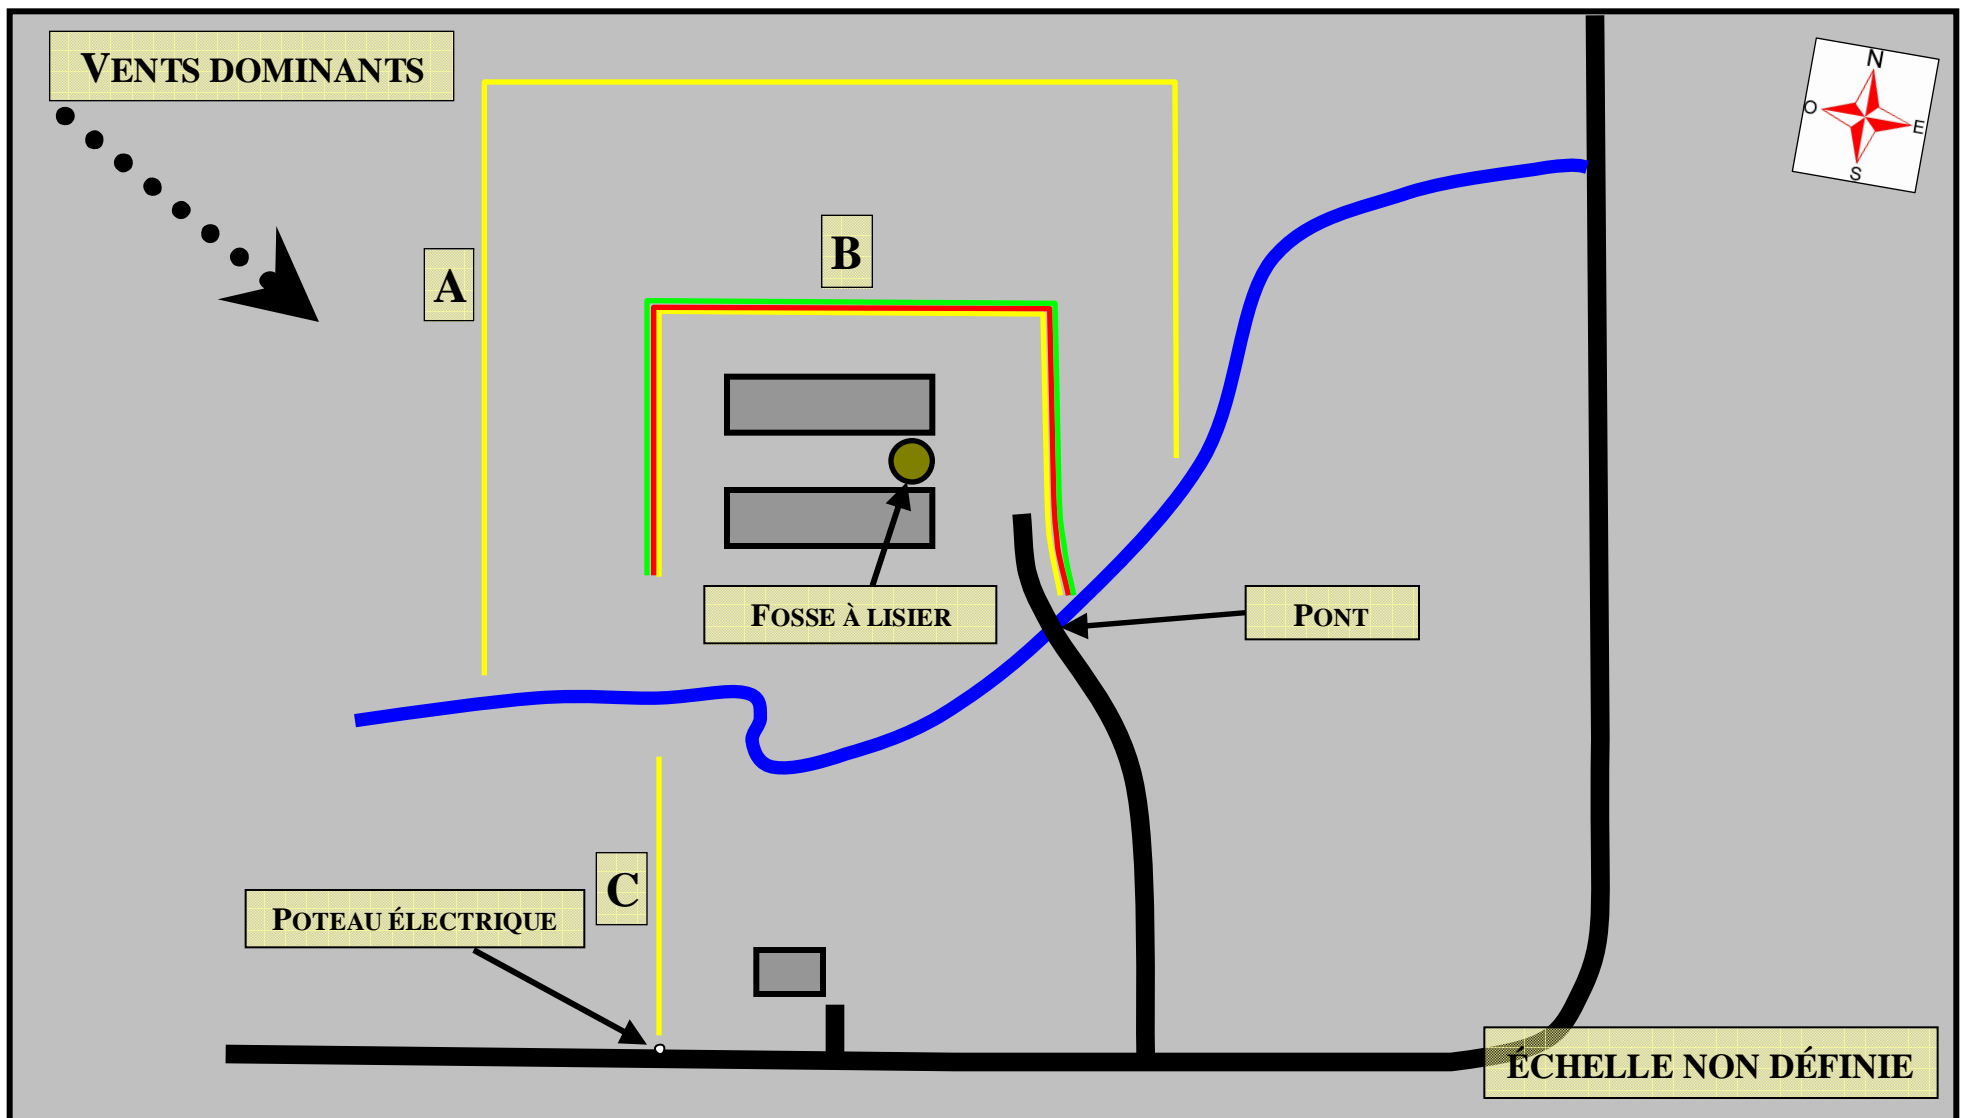 VENTS DOMINANTS
N
O
E
S
B
A
FOSSE À LISIER
PONT
C
POTEAU ÉLECTRIQUE
ÉCHELLE NON DÉFINIE